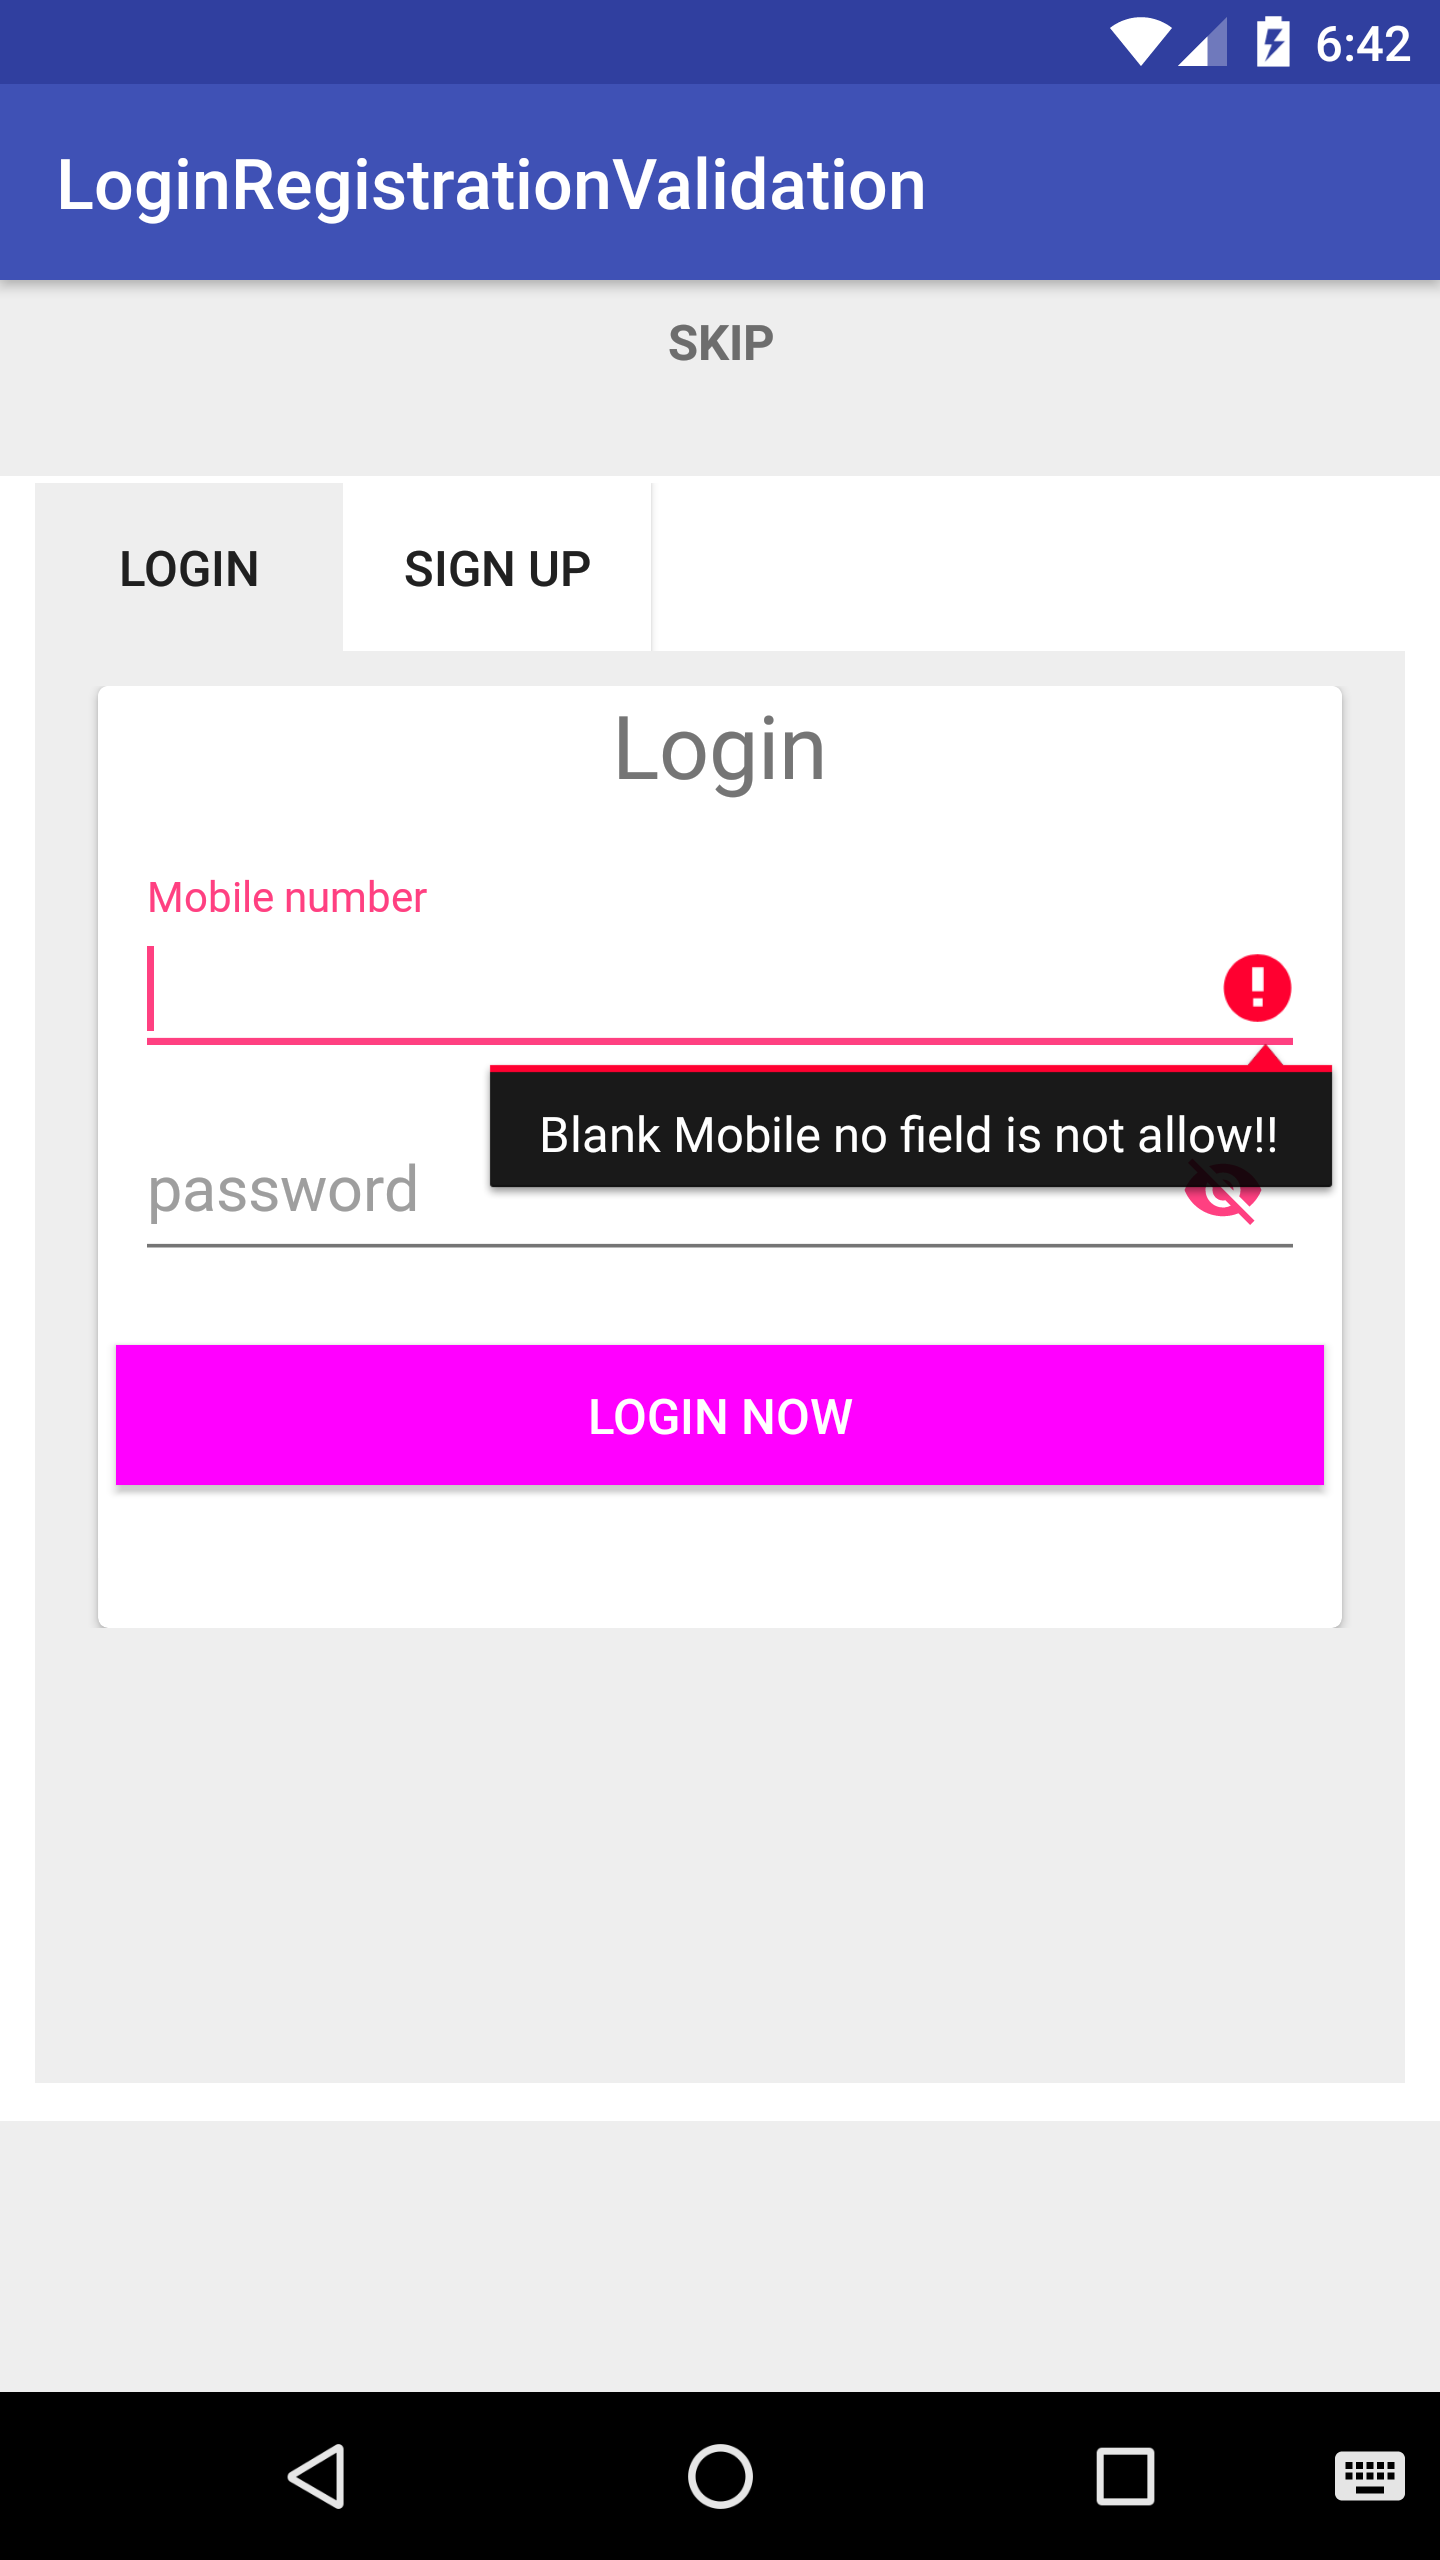 6:42
LoginRegistrationValidation
SKIP
LOGIN SIGN UP
Login
Mobile number
Blank Mobile no field is not allow!!
password
LOGIN NOW